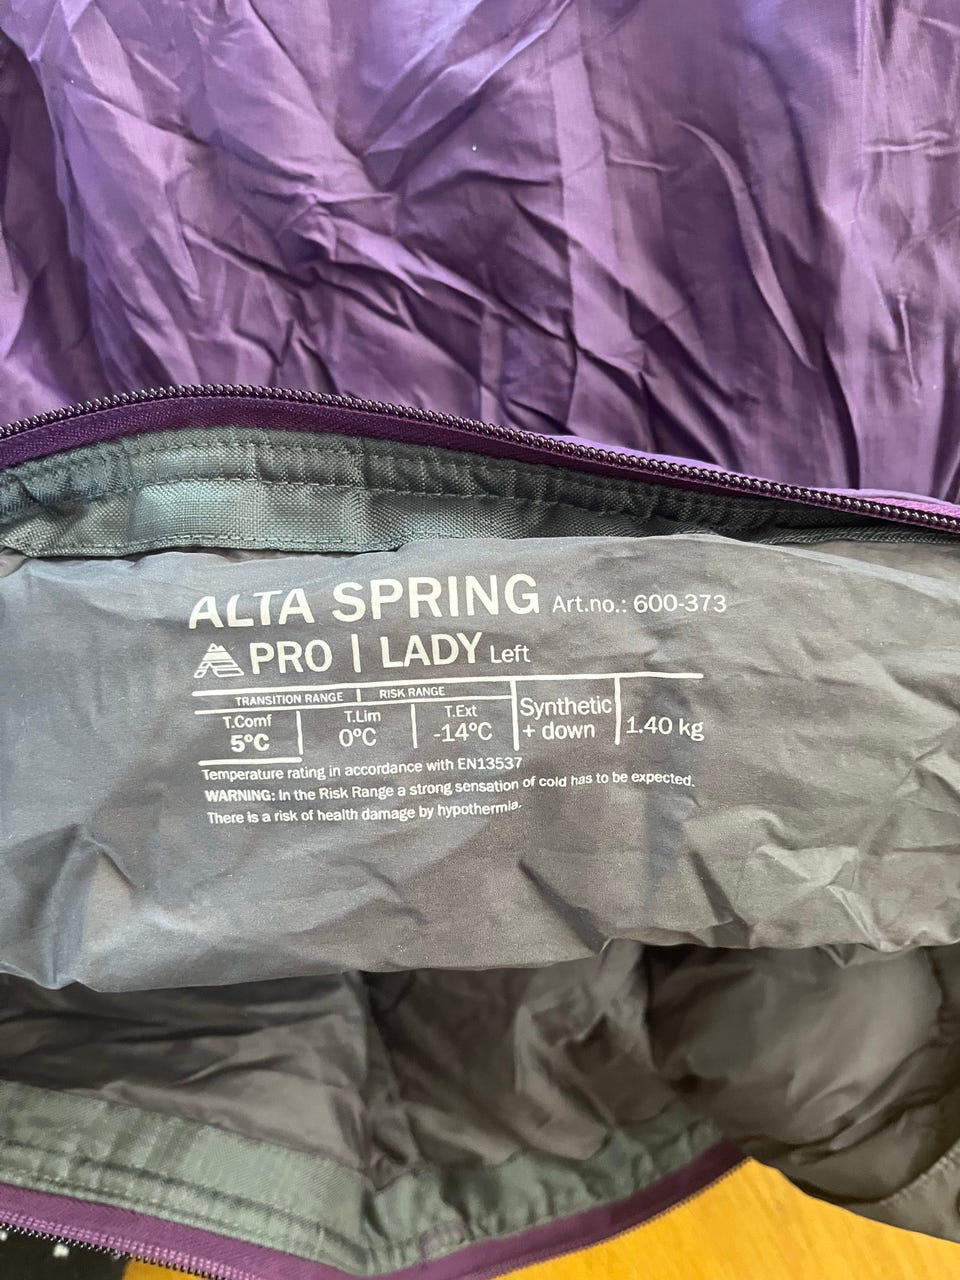 ALTA SPRING Art.no.: 600-373
PRO | LADY Left
TRANSITION RANGE | RISK RANGE
T.Comf T.Lim T.Ext Synthetic
5°C 0°C -14°C + down 1.40 kg
Temperature rating in accordance with EN13537
WARNING: In the Risk Range a strong sensation of cold has to be expected.
There is a risk of health damage by hypothermia.